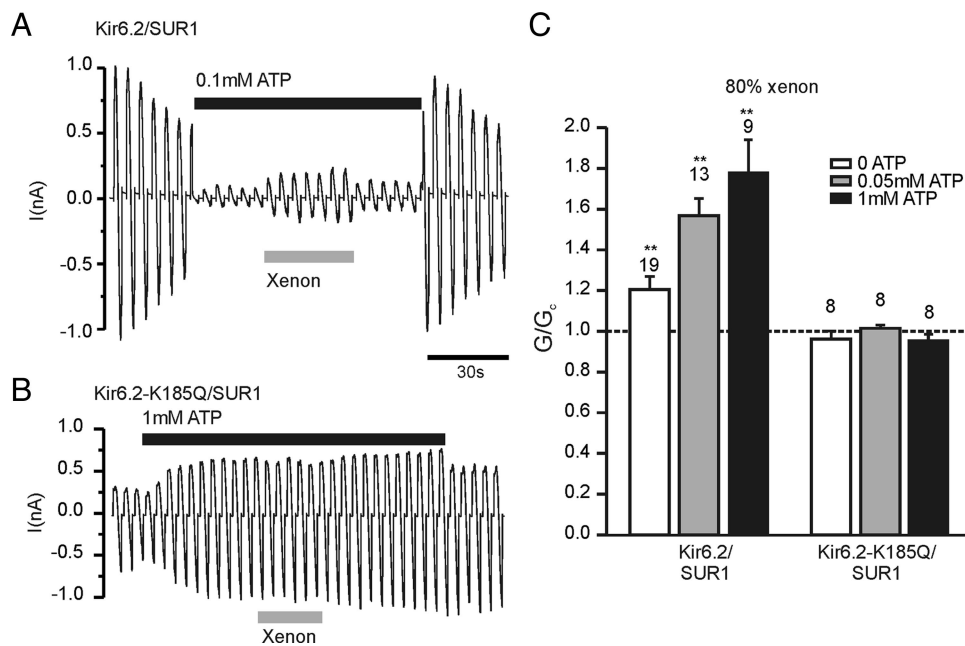 A
Kir6.2/SUR1
1.0
0.1mM ATP
0.5
0.0
-0.5
-1.0
I(nA)
Xenon
30s
B
Kir6.2-K185Q/SUR1
1mM ATP
1.0
0.5
0.0
-0.5
-1.0
I(nA)
Xenon
C
80% xenon
2.0
1.8
1.6
1.4
1.2
1.0
0.8
0.6
0.4
0.2
0.0
G/Gc
**
19
**
13
**
9
8
8
8
0 ATP
0.05mM ATP
1mM ATP
Kir6.2/
SUR1
Kir6.2-K185Q/
SUR1